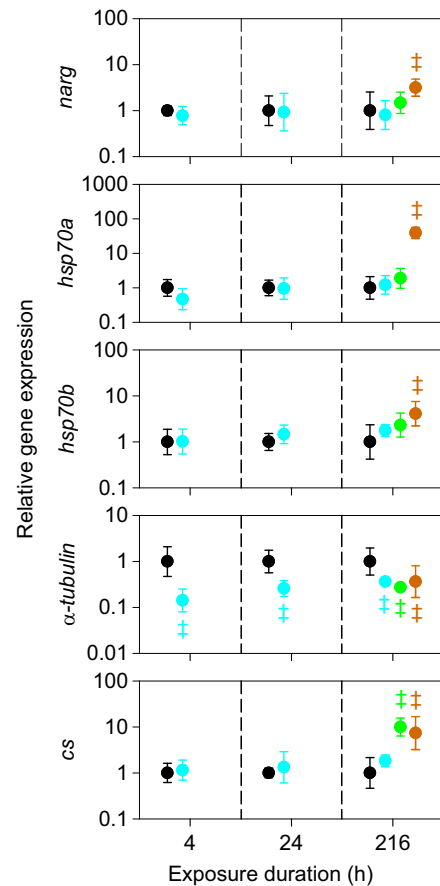 Relative gene expression
narg
100
10
1
0.1
‡
hsp70a
1000
100
10
1
0.1
‡
hsp70b
100
10
1
0.1
‡
α-tubulin
10
1
0.1
0.01
‡ ‡ ‡ ‡ ‡
cs
100
10
1
0.1
‡ ‡
4 24 216
Exposure duration (h)